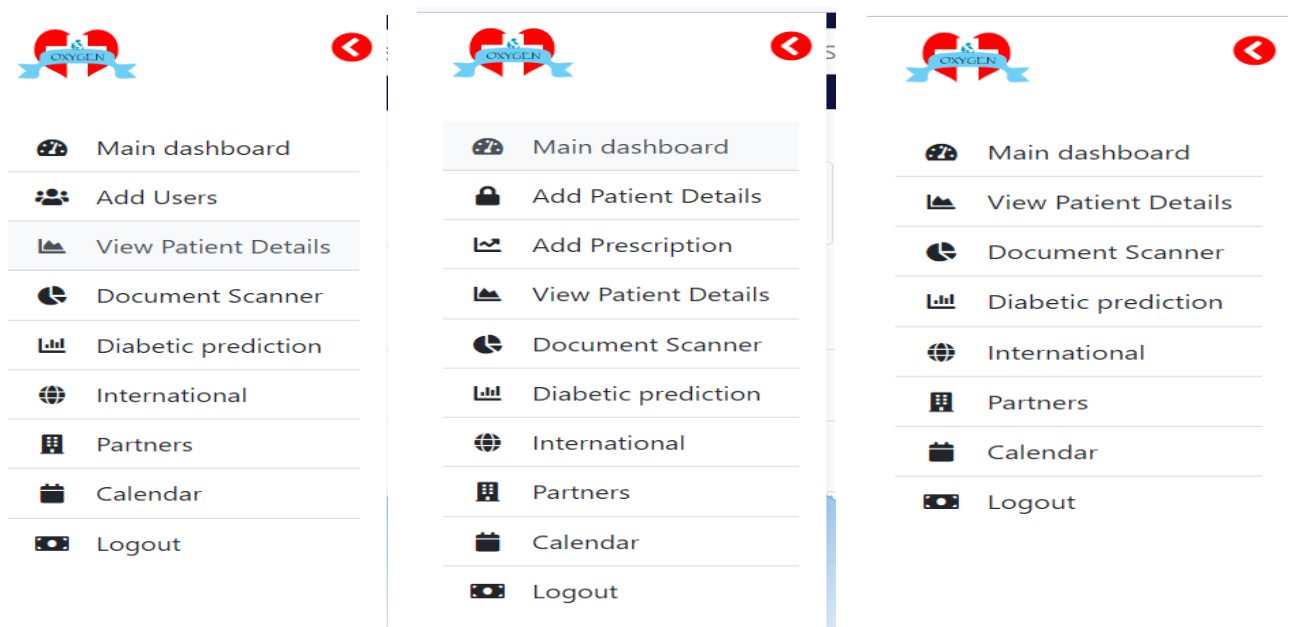 OXYGEN
Main dashboard
Add Users
View Patient Details
Document Scanner
Diabetic prediction
International
Partners
Calendar
Logout
OXYGEN
S
Main dashboard
Add Patient Details
Add Prescription
View Patient Details
Document Scanner
Diabetic prediction
International
Partners
Calendar
Logout
OXYGEN
Main dashboard
View Patient Details
Document Scanner
Diabetic prediction
International
Partners
Calendar
Logout